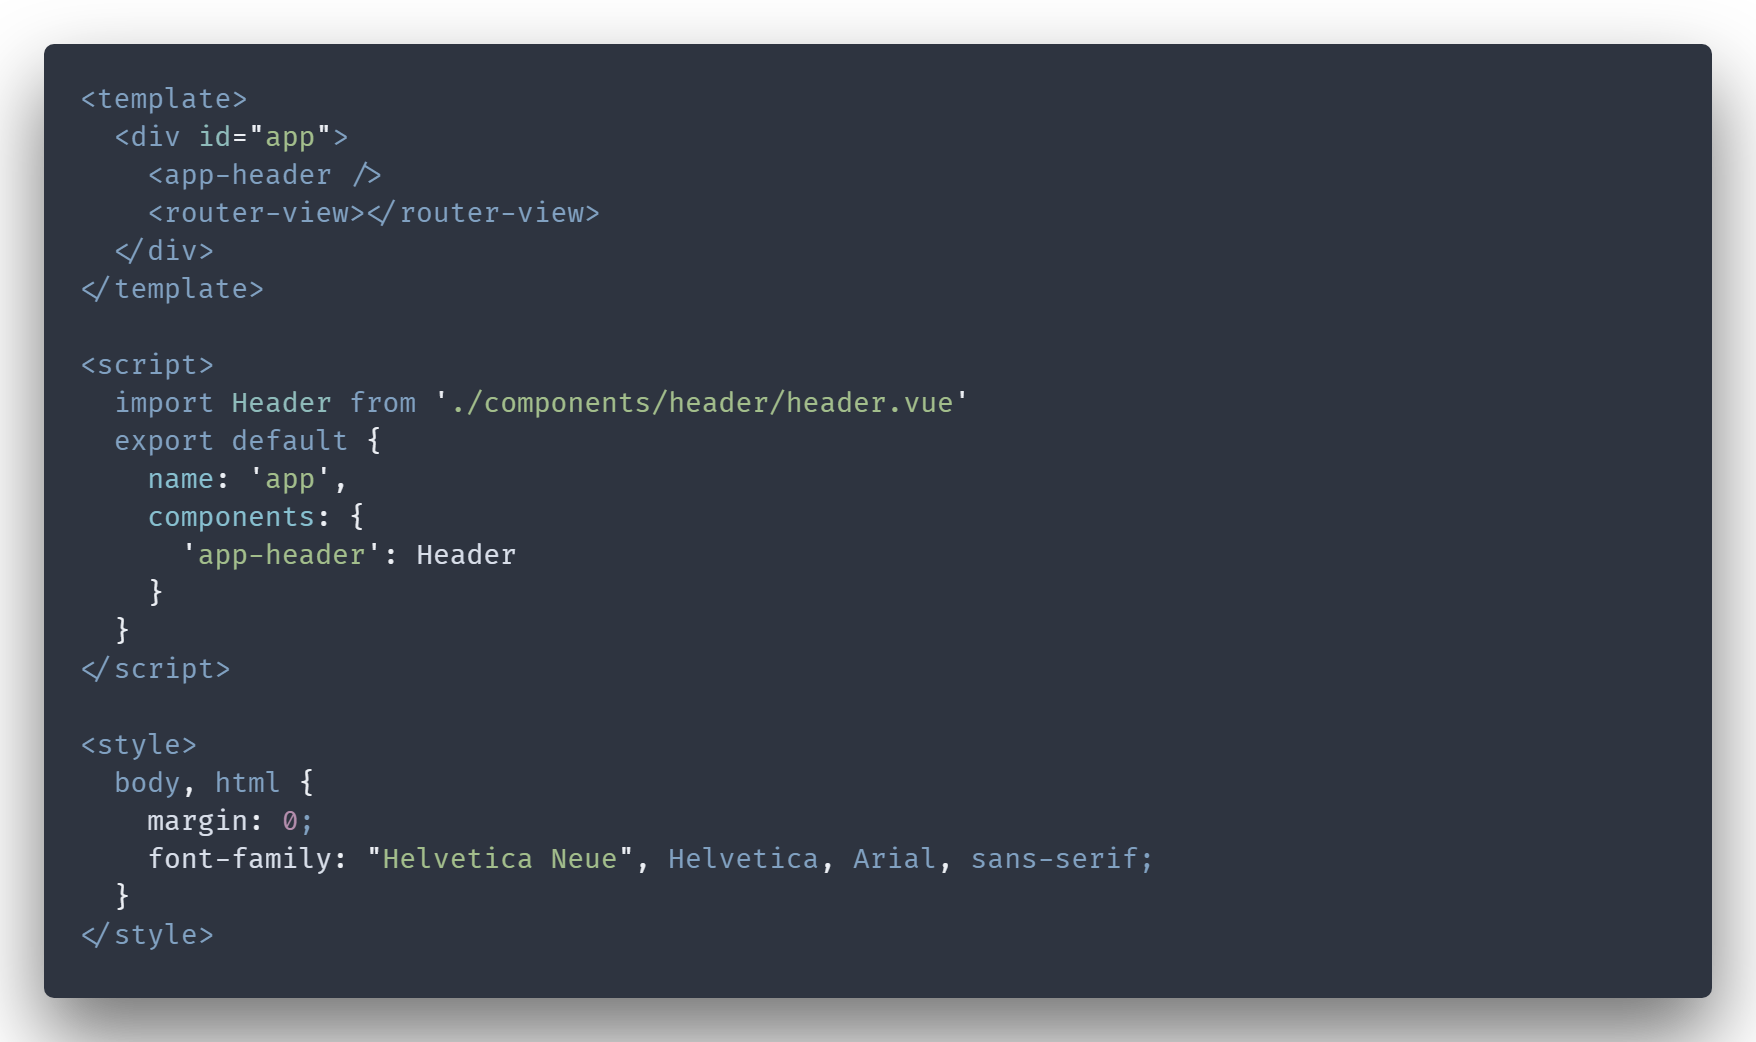 <template>
  <div id="app">
    <app-header />
    <router-view></router-view>
  </div>
</template>

<script>
  import Header from './components/header/header.vue'
  export default {
    name: 'app',
    components: {
      'app-header': Header
    }
  }
</script>

<style>
  body, html {
    margin: 0;
    font-family: "Helvetica Neue", Helvetica, Arial, sans-serif;
  }
</style>